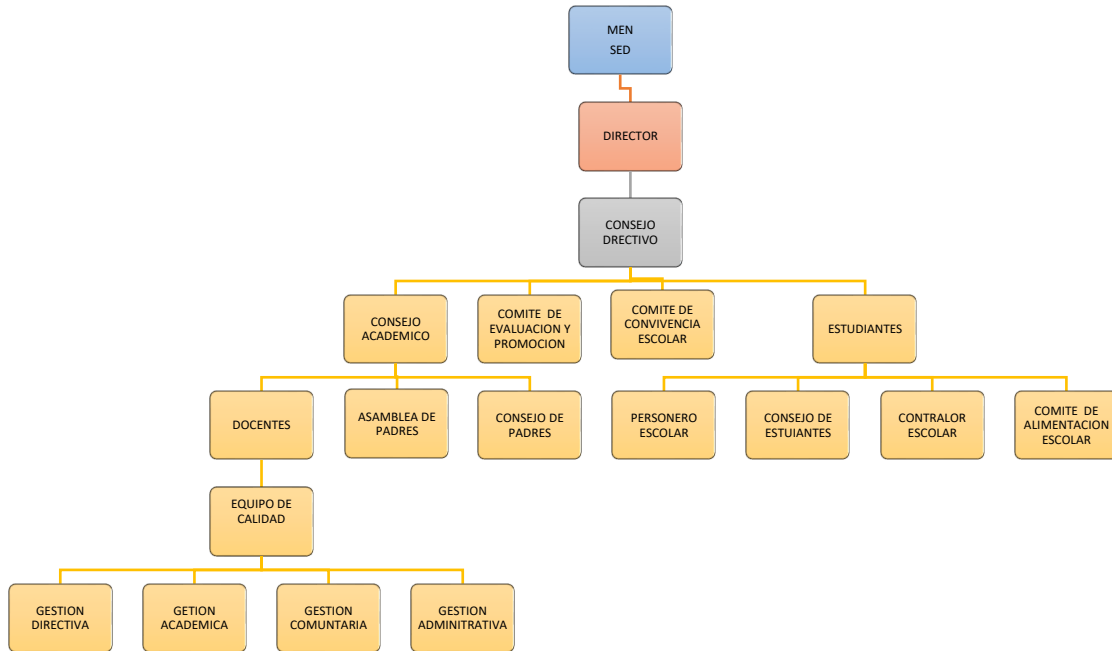 MEN
SED
DIRECTOR
CONSEJO
DRECTIVO
CONSEJO
ACADEMICO
COMITE DE
EVALUACION Y
PROMOCION
COMITE DE
CONVIVENCIA
ESCOLAR
ESTUDIANTES
DOCENTES
ASAMBLEA DE
PADRES
CONSEJO DE
PADRES
PERSONERO
ESCOLAR
CONSEJO DE
ESTUIANTES
CONTRALOR
ESCOLAR
COMITE DE
ALIMENTACION
ESCOLAR
EQUIPO DE
CALIDAD
GESTION
DIRECTIVA
GETION
ACADEMICA
GESTION
COMUNTARIA
GESTION
ADMINITRATIVA